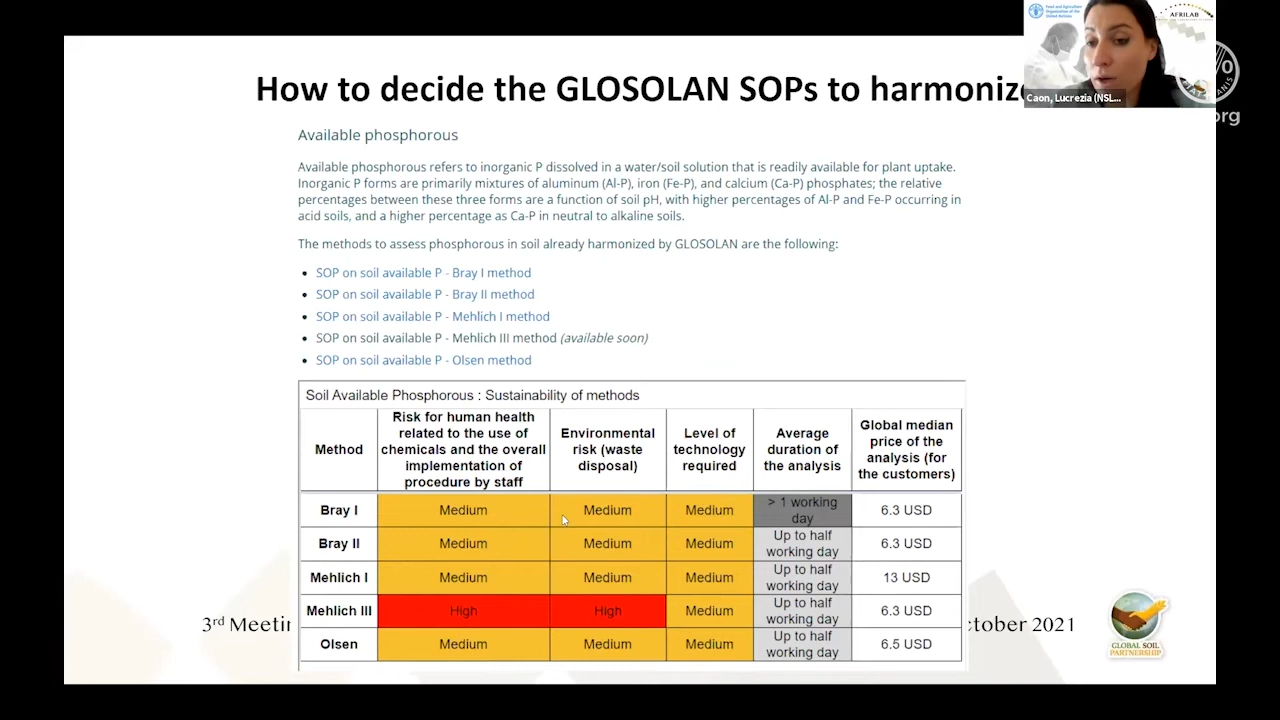 Food and Agriculture
Organization of the
United Nations
AFRILAB
Caon, Lucrezia (NSL...
.org
How to decide the GLOSOLAN SOPs to harmoniz
Available phosphorous
Available phosphorous refers to inorganic P dissolved in a water/soil solution that is readily available for plant uptake.
Inorganic P forms are primarily mixtures of aluminum (Al-P), iron (Fe-P), and calcium (Ca-P) phosphates; the relative
percentages between these three forms are a function of soil pH, with higher percentages of Al-P and Fe-P occurring in
acid soils, and a higher percentage as Ca-P in neutral to alkaline soils.
The methods to assess phosphorous in soil already harmonized by GLOSOLAN are the following:
• SOP on soil available P - Bray I method
• SOP on soil available P - Bray II method
• SOP on soil available P - Mehlich I method
• SOP on soil available P - Mehlich III method (available soon)
• SOP on soil available P - Olsen method
Soil Available Phosphorous : Sustainability of methods
Method
Risk for human health
related to the use of
chemicals and the overall
implementation of
procedure by staff
Environmental
risk (waste
disposal)
Level of
technology
required
Average
duration of
the analysis
Global median
price of the
analysis (for
the customers)
Bray I Medium Medium Medium > 1 working
day 6.3 USD
Bray II Medium Medium Medium Up to half
working day 6.3 USD
Mehlich I Medium Medium Medium Up to half
working day 13 USD
Mehlich III High High Medium Up to half
working day 6.3 USD
Olsen Medium Medium Medium Up to half
working day 6.5 USD
3rd Meetin
ctober 2021
GLOBAL SOIL
PARTNERSHIP